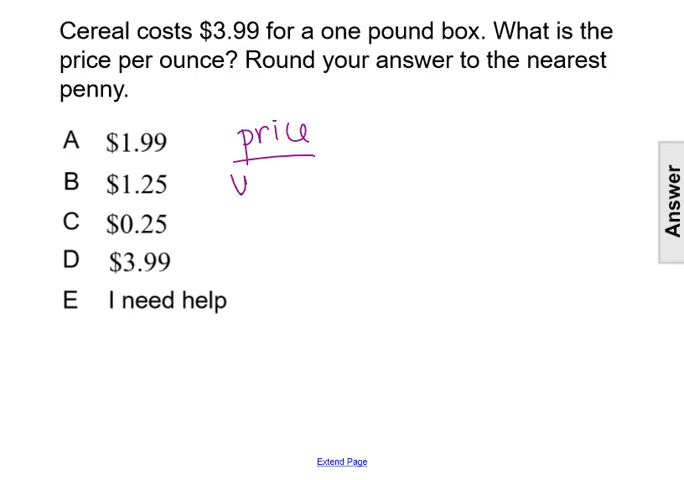 Cereal costs $3.99 for a one pound box. What is the
price per ounce? Round your answer to the nearest
penny.
A $1.99
B $1.25
C $0.25
D $3.99
E I need help
price
Answer
Extend Page